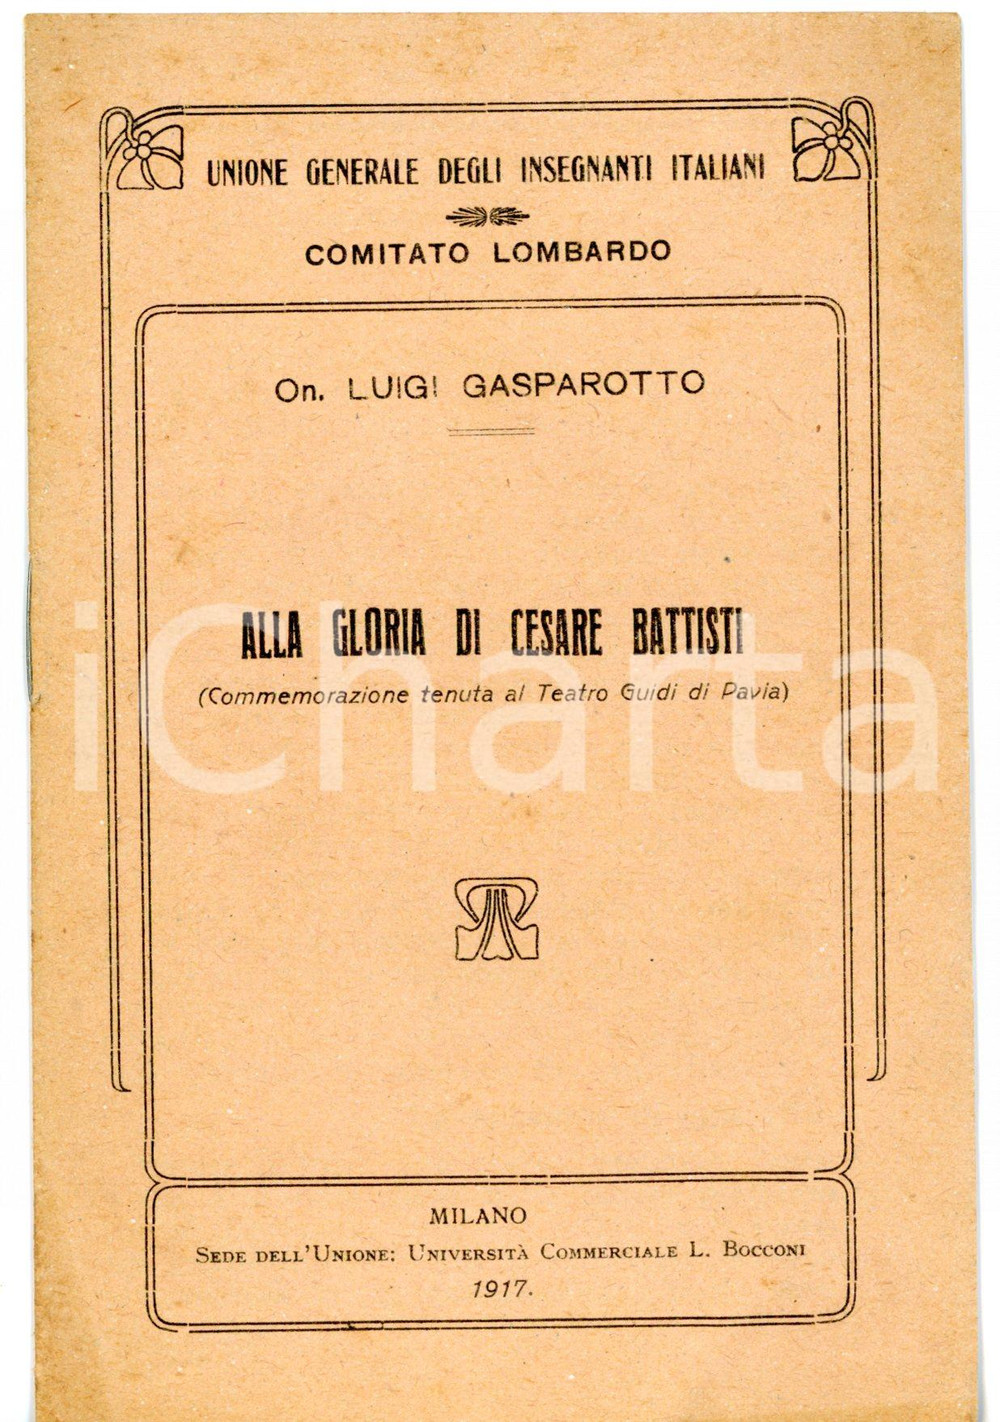 UNIONE GENERALE DEGLI INSEGNANTI ITALIANI
COMITATO LOMBARDO
On. LUIGI GASPAROTTO
ALLA GLORIA DI CESARE BATTISTI
(Commemorazione tenuta al Teatro Guidi di Pavia)
iCharta
MILANO
SEDE DELL'UNIONE: UNIVERSITÀ COMMERCIALE L. BOCCONI
1917.